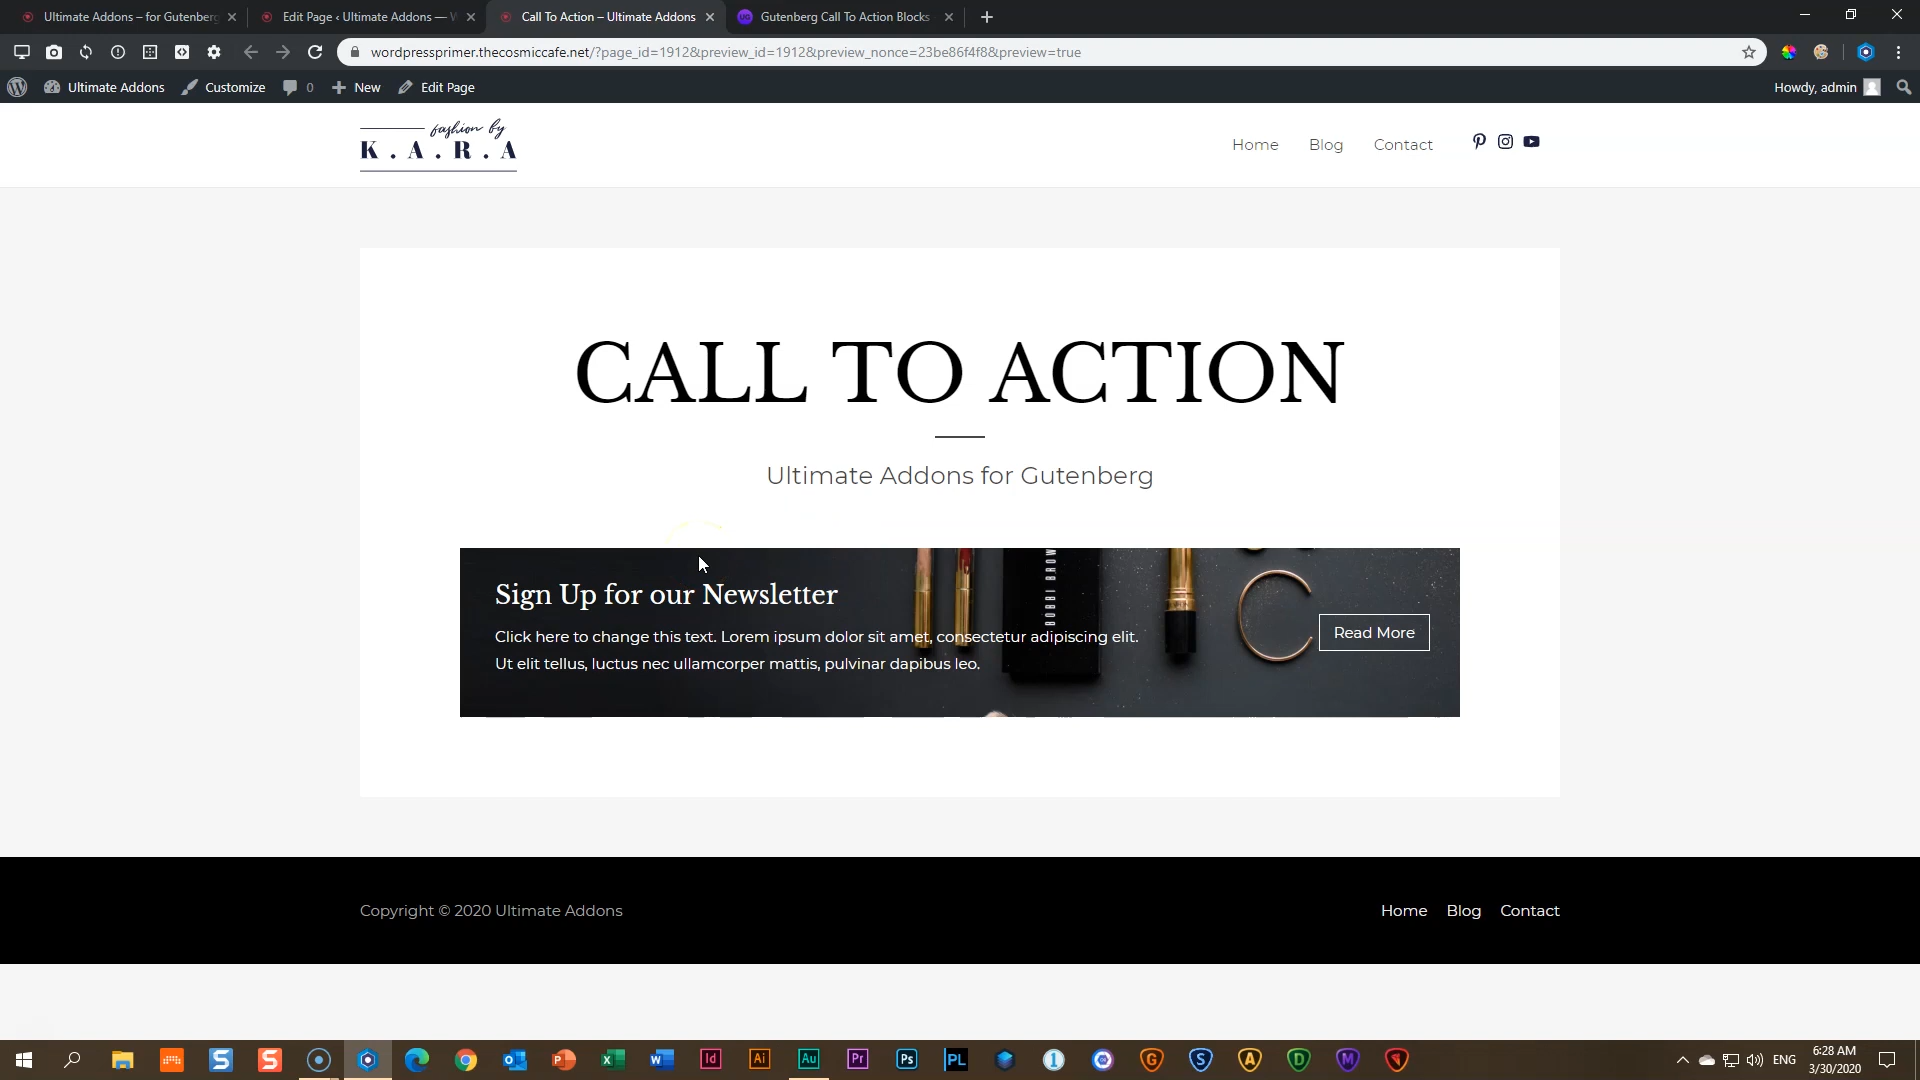 Ultimate Addons – for Gutenberg
Edit Page ‹ Ultimate Addons — W
Call To Action – Ultimate Addons
Gutenberg Call To Action Blocks
wordpressprimer.thecosmiccafe.net/?page_id=1912&preview_id=1912&preview_nonce=23be86f4f8&preview=true
Ultimate Addons
Customize
0
New
Edit Page
Howdy, admin
fashion by
K.A.R.A
Home
Blog
Contact
CALL TO ACTION
Ultimate Addons for Gutenberg
Sign Up for our Newsletter
Click here to change this text. Lorem ipsum dolor sit amet, consectetur adipiscing elit.
Ut elit tellus, luctus nec ullamcorper mattis, pulvinar dapibus leo.
BOBBI BROW
Read More
Copyright © 2020 Ultimate Addons
Home
Blog
Contact
ENG
6:28 AM
3/30/2020